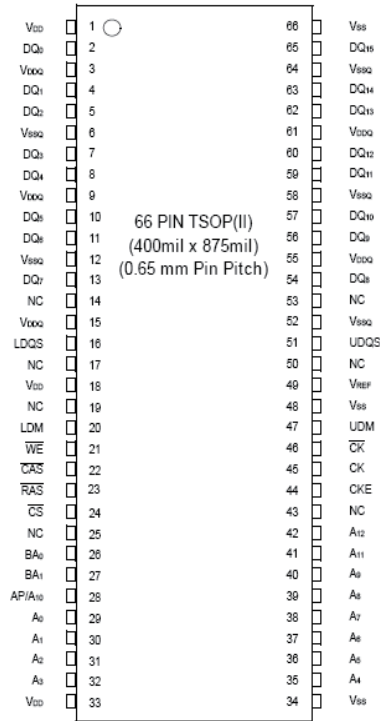 VDD 1 66 VSS
DQ0 2 65 DQ15
VDDQ 3 64 VSSQ
DQ1 4 63 DQ14
DQ2 5 62 DQ13
VSSQ 6 61 VDDQ
DQ3 7 60 DQ12
DQ4 8 59 DQ11
VDDQ 9 58 VSSQ
DQ5 10 57 DQ10
66 PIN TSOP(II)
DQ6 11 56 DQ9
(400mil x 875mil)
VSSQ 12 55 VDDQ
(0.65 mm Pin Pitch)
DQ7 13 54 DQ8
NC 14 53 NC
VDDQ 15 52 VSSQ
LDQS 16 51 UDQS
NC 17 50 NC
VDD 18 49 VREF
NC 19 48 VSS
LDM 20 47 UDM
W̅E̅ 21 46 C̅K̅
C̅A̅S̅ 22 45 CK
R̅A̅S̅ 23 44 CKE
C̅S̅ 24 43 NC
NC 25 42 A12
BA0 26 41 A11
BA1 27 40 A9
AP/A10 28 39 A8
A0 29 38 A7
A1 30 37 A6
A2 31 36 A5
A3 32 35 A4
VDD 33 34 VSS